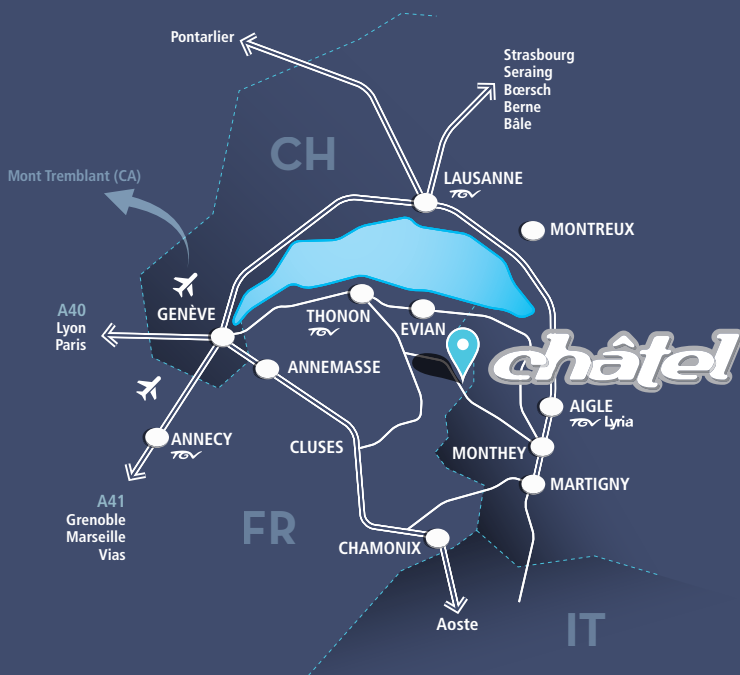 Pontarlier
Strasbourg
Seraing
Bœrsch
Berne
Bâle
CH
Mont Tremblant (CA)
LAUSANNE
TGV
MONTREUX
GENÈVE
A40
Lyon
Paris
THONON
TGV
EVIAN
châtel
ANNEMASSE
AIGLE
TGV Lyria
ANNECY
TGV
CLUSES
MONTHEY
MARTIGNY
A41
Grenoble
Marseille
Vias
FR
CHAMONIX
Aoste
IT